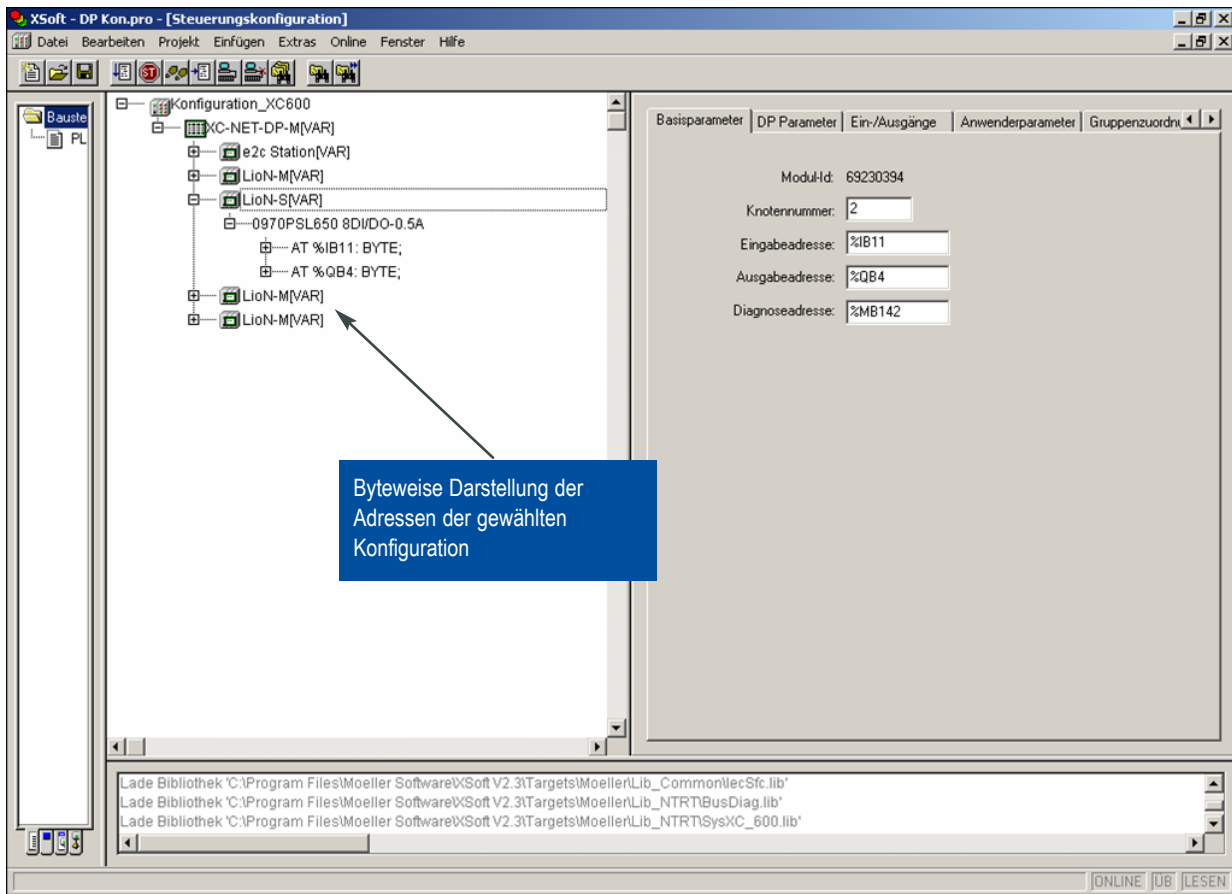 XSoft - DP Kon.pro - [Steuerungskonfiguration]
Datei Bearbeiten Projekt Einfügen Extras Online Fenster Hilfe
Bauste
PL
Konfiguration_XC600
XC-NET-DP-M[VAR]
e2c Station[VAR]
LioN-M[VAR]
LioN-S[VAR]
0970PSL650 8DI/DO-0.5A
AT %IB11: BYTE;
AT %QB4: BYTE;
LioN-M[VAR]
LioN-M[VAR]
Byteweise Darstellung der
Adressen der gewählten
Konfiguration
Basisparameter DP Parameter Ein-/Ausgänge Anwenderparameter Gruppenzuordn
Modul-Id: 69230394
Knotennummer: 2
Eingabeadresse: %IB11
Ausgabeadresse: %QB4
Diagnoseadresse: %MB142
Lade Bibliothek 'C:\Program Files\Moeller Software\XSoft V2.3\Targets\Moeller\Lib_Common\IecSfc.lib'
Lade Bibliothek 'C:\Program Files\Moeller Software\XSoft V2.3\Targets\Moeller\Lib_NTRT\BusDiag.lib'
Lade Bibliothek 'C:\Program Files\Moeller Software\XSoft V2.3\Targets\Moeller\Lib_NTRT\SysXC_600.lib'
ONLINE ÜB LESEN